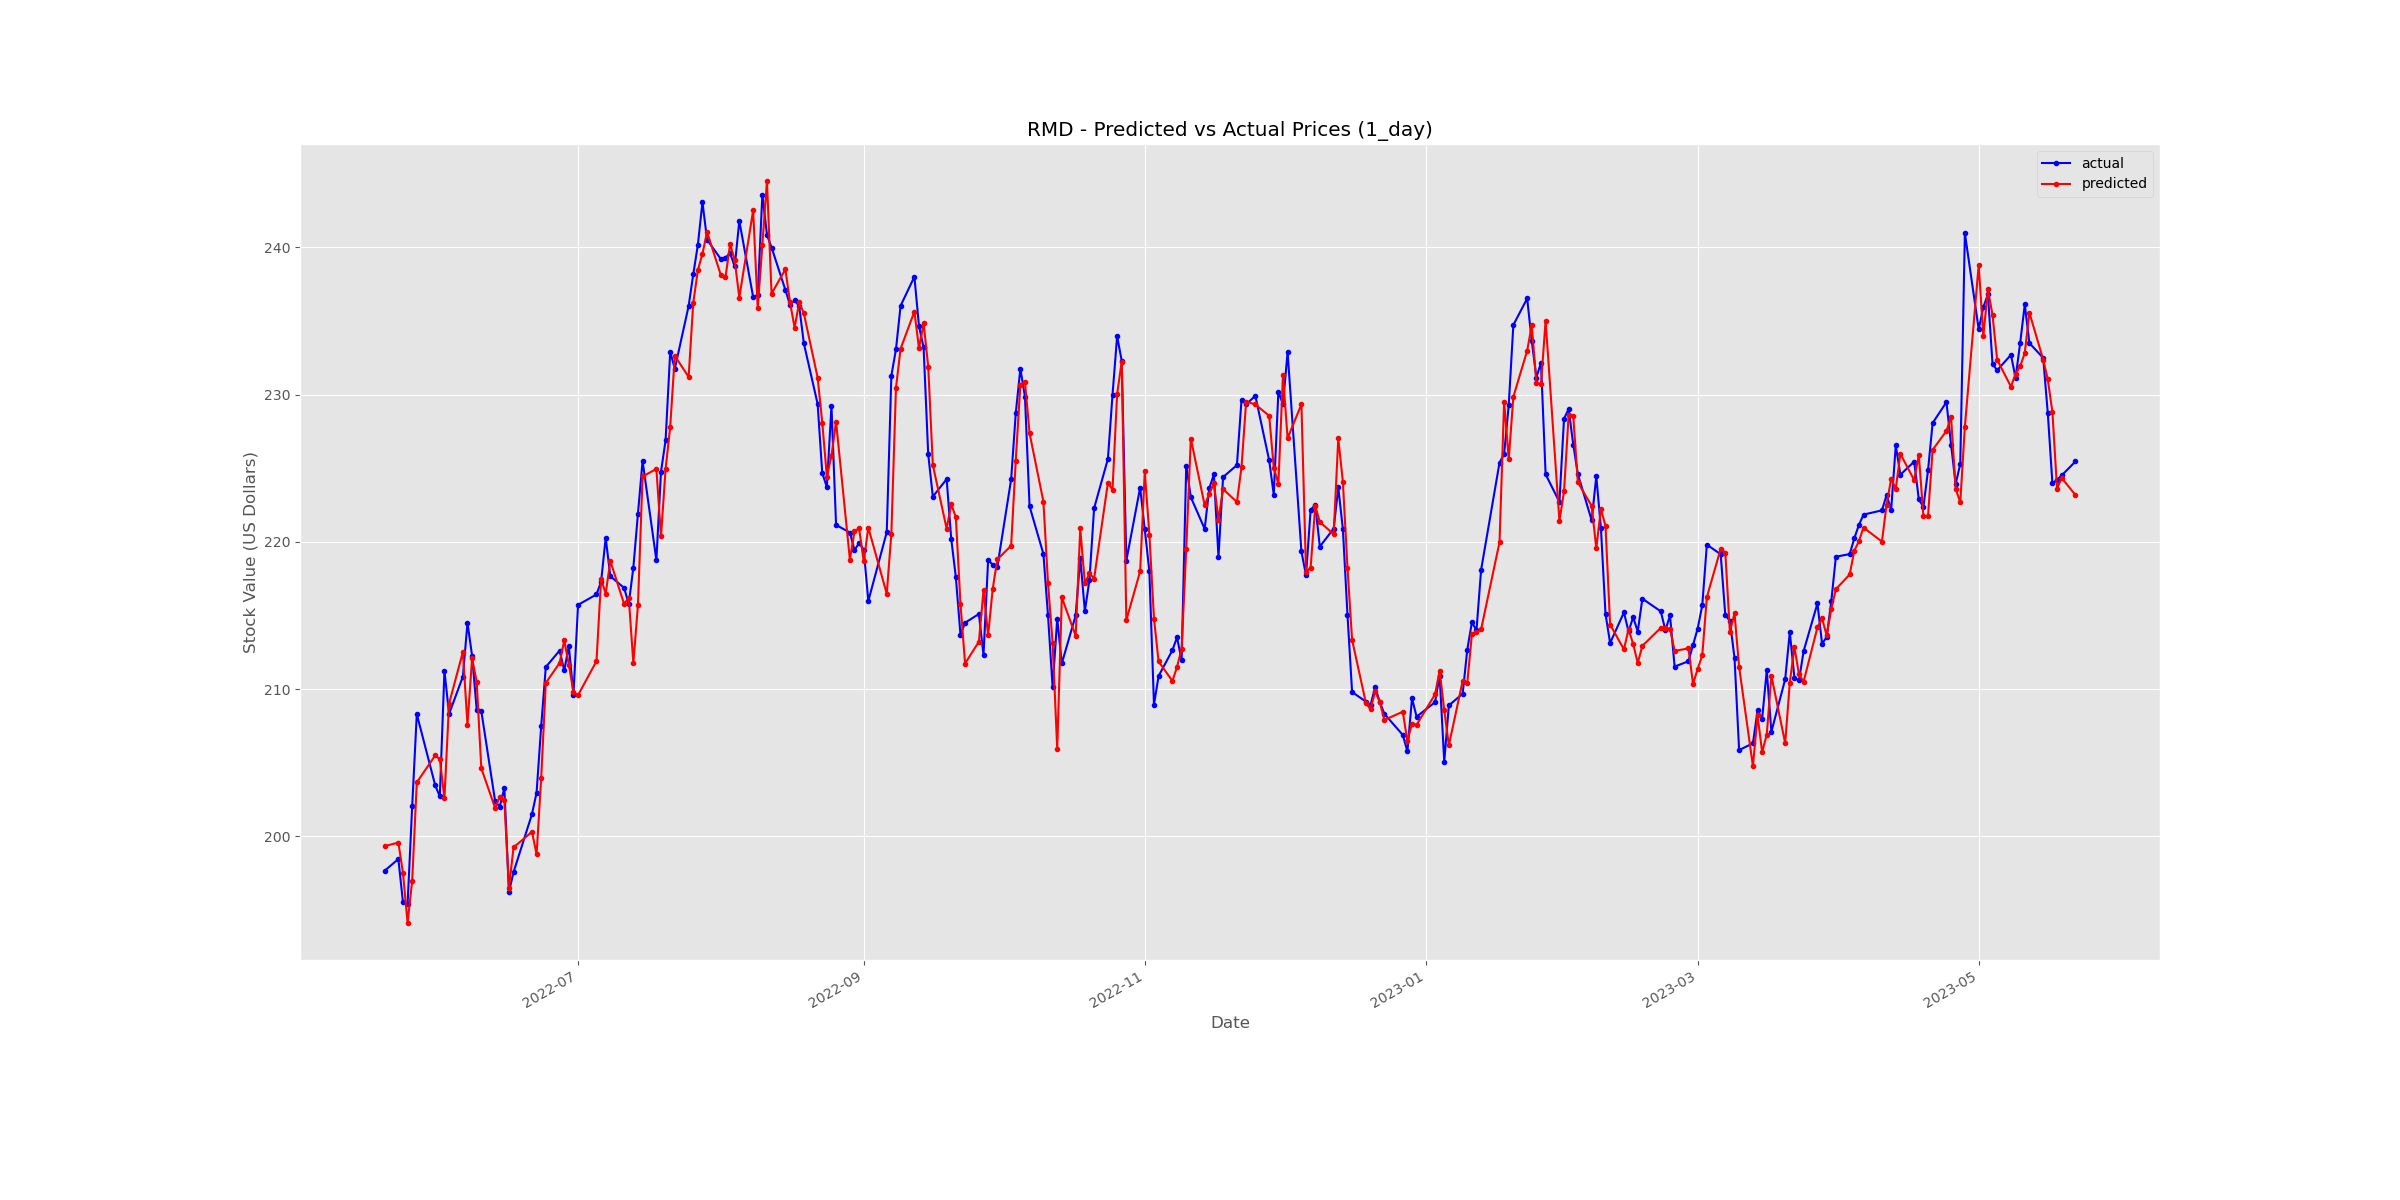 RMD - Predicted vs Actual Prices (1_day)
actual
predicted
240
230
220
210
200
Stock Value (US Dollars)
2022-07
2022-09
2022-11
2023-01
2023-03
2023-05
Date